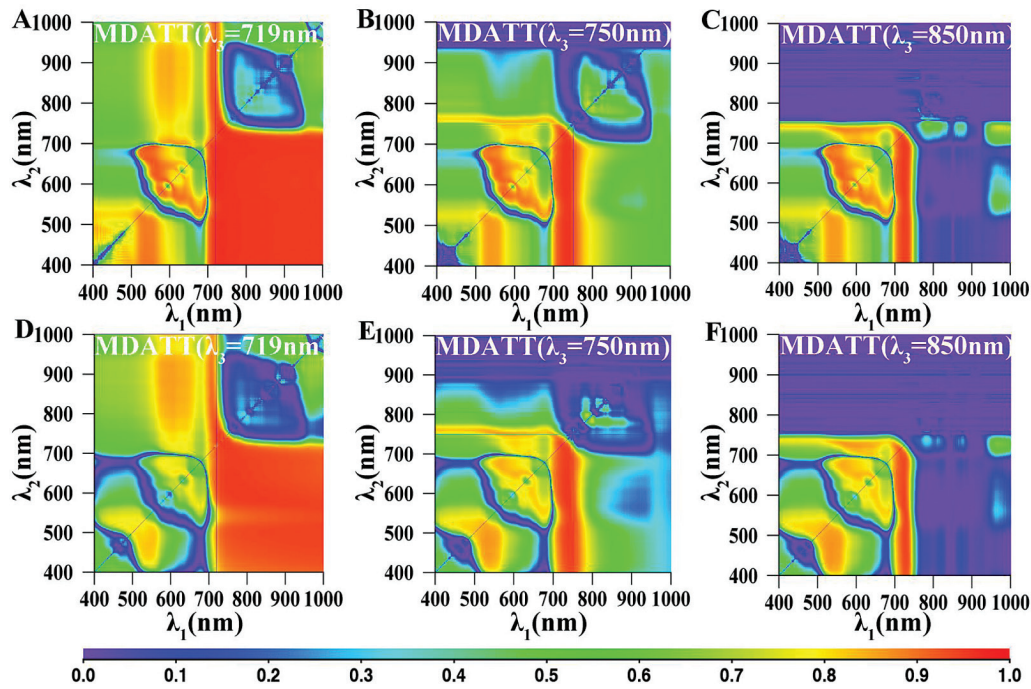 A 1000 MDATT(λ3=719nm) B 1000 MDATT(λ3=750nm) C 1000 MDATT(λ3=850nm)
900 900 900
800 800 800
λ2(nm) 700 λ2(nm) 700 λ2(nm) 700
600 600 600
500 500 500
400 400 400
400 500 600 700 800 900 1000 400 500 600 700 800 900 1000 400 500 600 700 800 900 1000
λ1(nm) λ1(nm) λ1(nm)
D 1000 MDATT(λ3=719nm) E 1000 MDATT(λ3=750nm) F 1000 MDATT(λ3=850nm)
900 900 900
800 800 800
λ2(nm) 700 λ2(nm) 700 λ2(nm) 700
600 600 600
500 500 500
400 400 400
400 500 600 700 800 900 1000 400 500 600 700 800 900 1000 400 500 600 700 800 900 1000
λ1(nm) λ1(nm) λ1(nm)
0.0 0.1 0.2 0.3 0.4 0.5 0.6 0.7 0.8 0.9 1.0